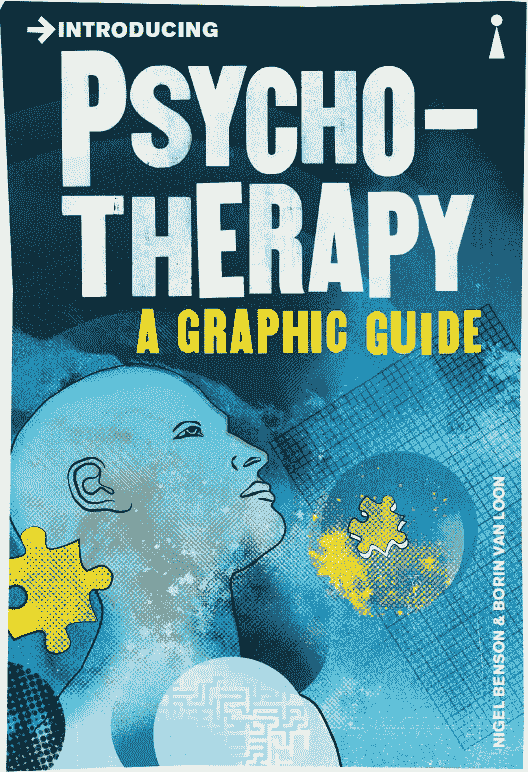 INTRODUCING
PSYCHO-
THERAPY
A GRAPHIC GUIDE
NIGEL BENSON & BORIN VAN LOON